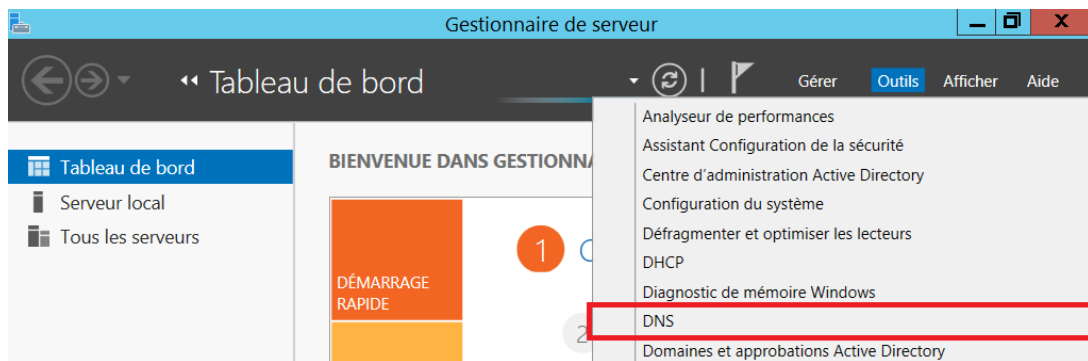 Gestionnaire de serveur
Tableau de bord
Gérer Outils Afficher Aide
Analyseur de performances
Assistant Configuration de la sécurité
Centre d'administration Active Directory
Configuration du système
Défragmenter et optimiser les lecteurs
DHCP
Diagnostic de mémoire Windows
DNS
Domaines et approbations Active Directory
Tableau de bord
Serveur local
Tous les serveurs
BIENVENUE DANS
DÉMARRAGE
RAPIDE
1
2